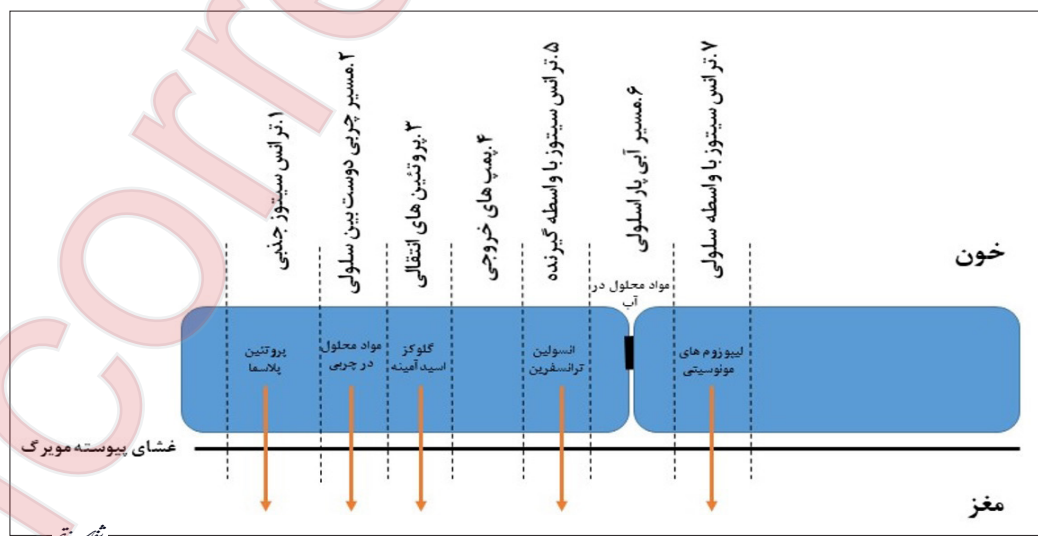 ۱.ترانس سیتوز جذبی
۲.مسیر چربی دوست بین سلولی
۳.پروتئین های انتقالی
۴.پمپ های خروجی
۵.ترانس سیتوز با واسطه گیرنده
۶.مسیر آبی پاراسلولی
۷.ترانس سیتوز با واسطه سلولی
خون
مواد محلول در
آب
پروتئین
پلاسما
مواد محلول
در چربی
گلوکز
اسید آمینه
انسولین
ترانسفرین
لیپوزوم های
مونوسیتی
غشای پیوسته مویرگ
مغز